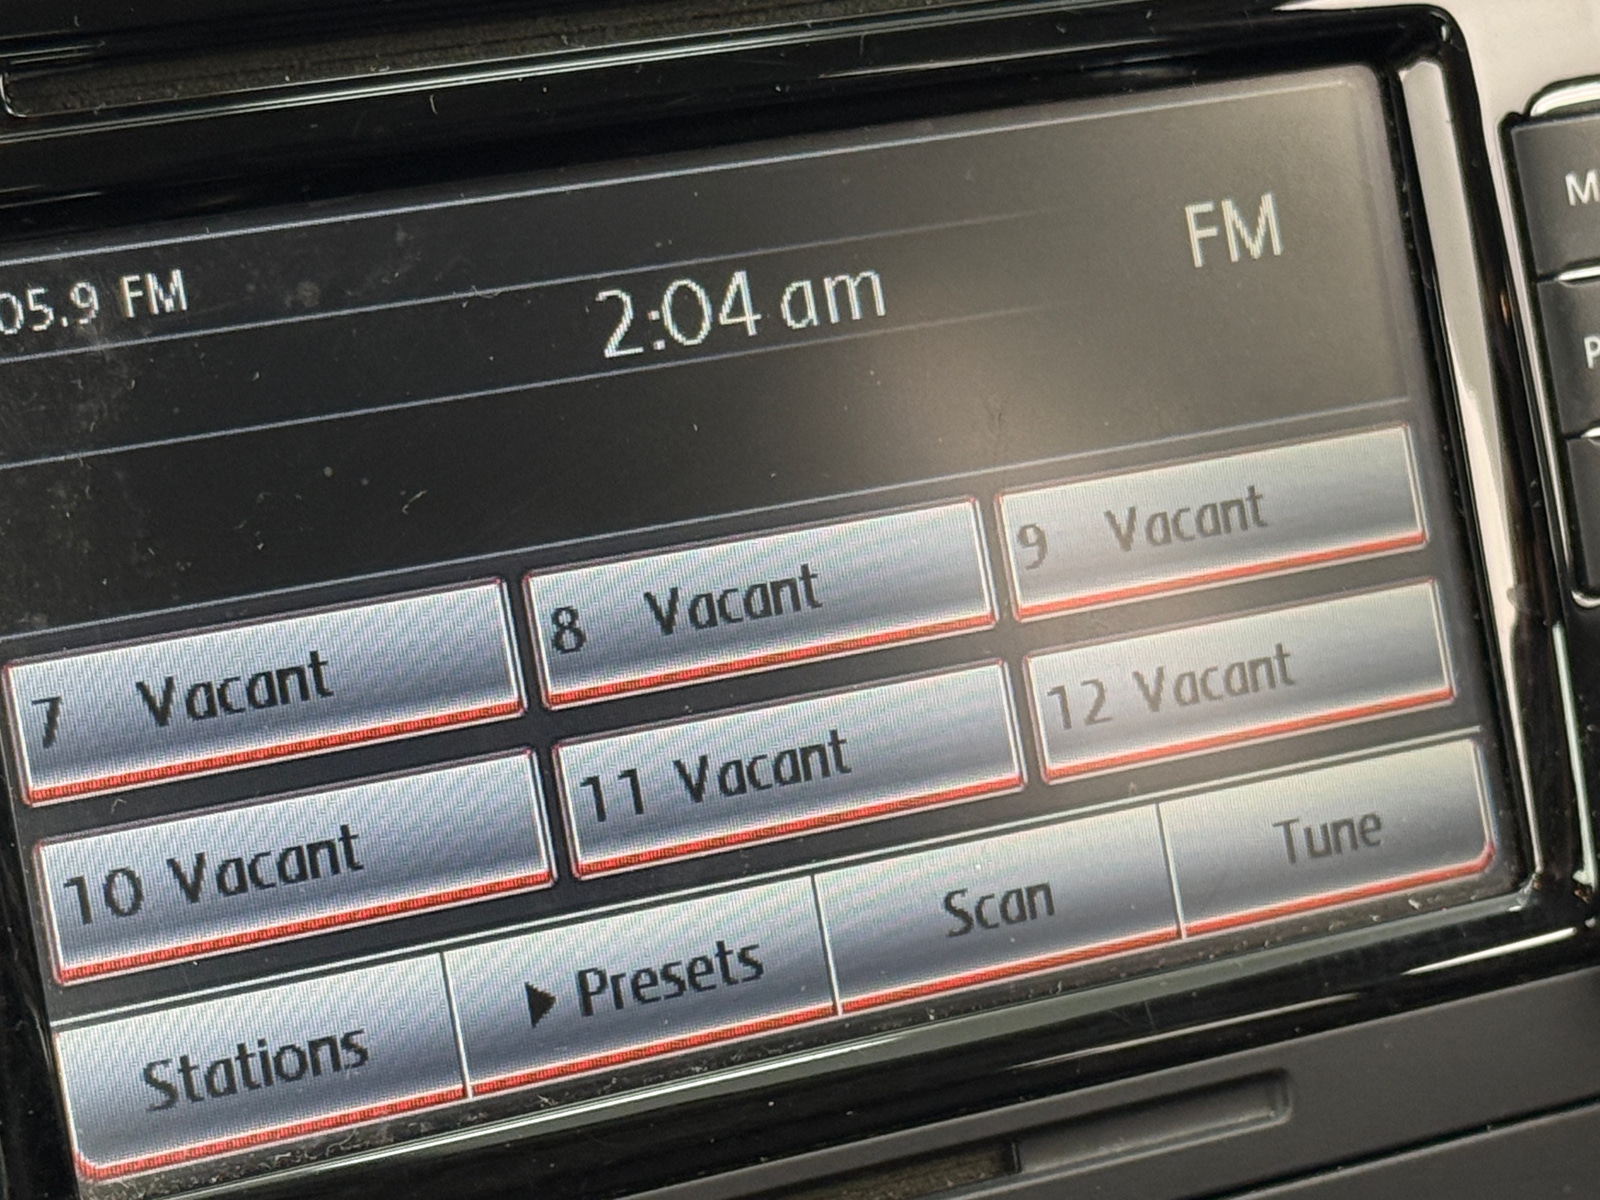 05.9 FM 2:04 am FM
7 Vacant 8 Vacant 9 Vacant
10 Vacant 11 Vacant 12 Vacant
Stations ▶ Presets Scan Tune
M
P